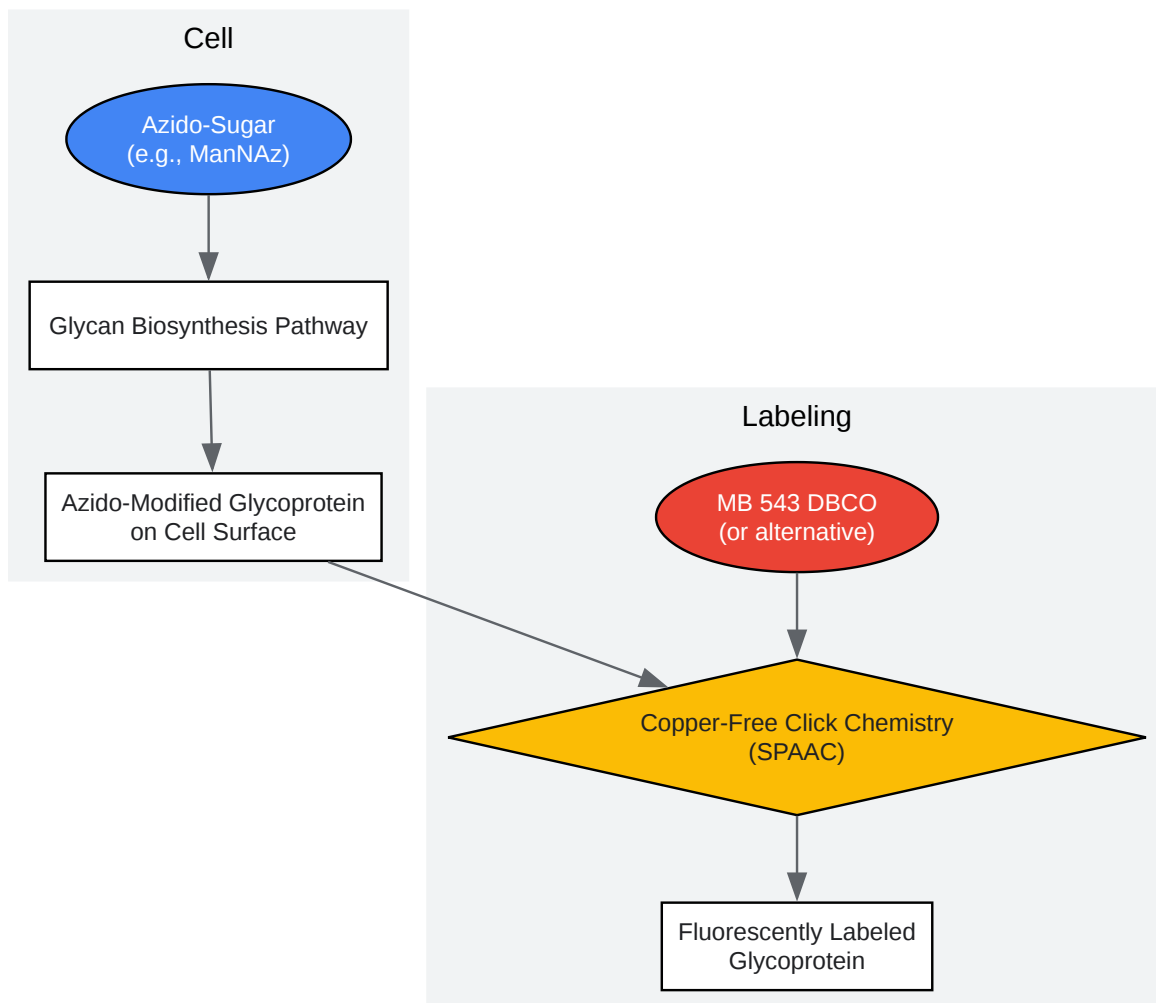 Cell
Azido-Sugar
(e.g., ManNAz)
Glycan Biosynthesis Pathway
Azido-Modified Glycoprotein
on Cell Surface
Labeling
MB 543 DBCO
(or alternative)
Copper-Free Click Chemistry
(SPAAC)
Fluorescently Labeled
Glycoprotein